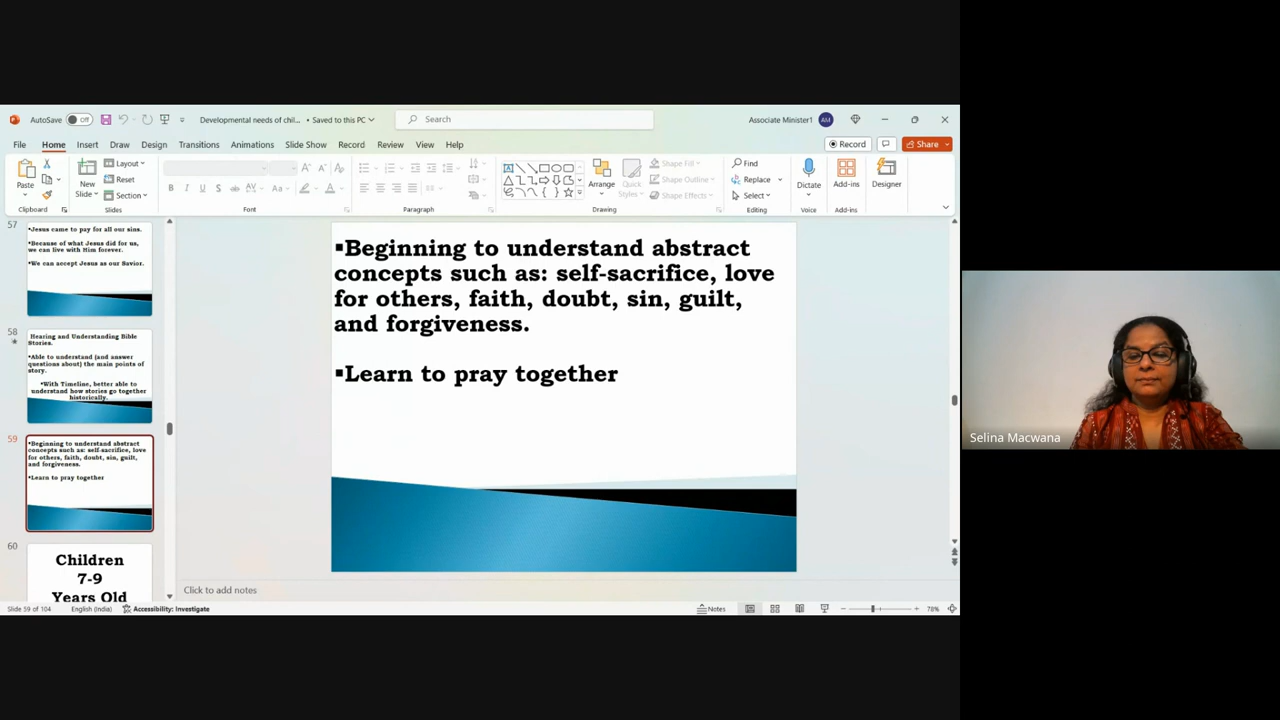 AutoSave Off Developmental needs of chil... • Saved to this PC Search Associate Minister1 AM
File Home Insert Draw Design Transitions Animations Slide Show Record Review View Help Record Share
Paste New Slide Layout Reset Section
B I U S ab AV Aa A
Arrange Quick Styles Shape Fill Shape Outline Shape Effects
Find Replace Select Dictate Add-ins Designer
Clipboard Slides Font Paragraph Drawing Editing Voice Add-ins
57
▪Jesus came to pay for all our sins.
▪Because of what Jesus did for us,
we can live with Him forever.
▪We can accept Jesus as our Savior.
58
Hearing and Understanding Bible
Stories.
▪Able to understand (and answer
questions about) the main points of
story.
▪With Timeline, better able to
understand how stories go together
historically.
59
▪Beginning to understand abstract
concepts such as: self-sacrifice, love
for others, faith, doubt, sin, guilt,
and forgiveness.
▪Learn to pray together
60
Children
7-9
Years Old
▪Beginning to understand abstract
concepts such as: self-sacrifice, love
for others, faith, doubt, sin, guilt,
and forgiveness.
▪Learn to pray together
Click to add notes
Slide 59 of 104 English (India) Accessibility: Investigate Notes 78%
Selina Macwana